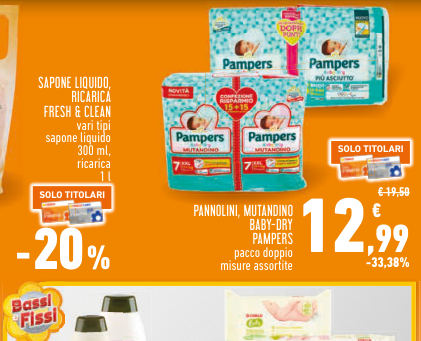 SAPONE LIQUIDO,
RICARICA
FRESH & CLEAN
vari tipi
sapone liquido
300 ml,
ricarica
1 l
SOLO TITOLARI
-20%
DOPPI
PUNTI
Pampers
Pampers
PIÙ ASCIUTTO
NOVITÀ
CONFEZIONE
RISPARMIO
15+15
Pampers
MUTANDINO
7 XXL
Pampers
MUTANDINO
7 XXL
PANNOLINI, MUTANDINO
BABY-DRY
PAMPERS
pacco doppio
misure assortite
SOLO TITOLARI
€ 19,50
€
12,99
-33,38%
Bassi
e Fissi